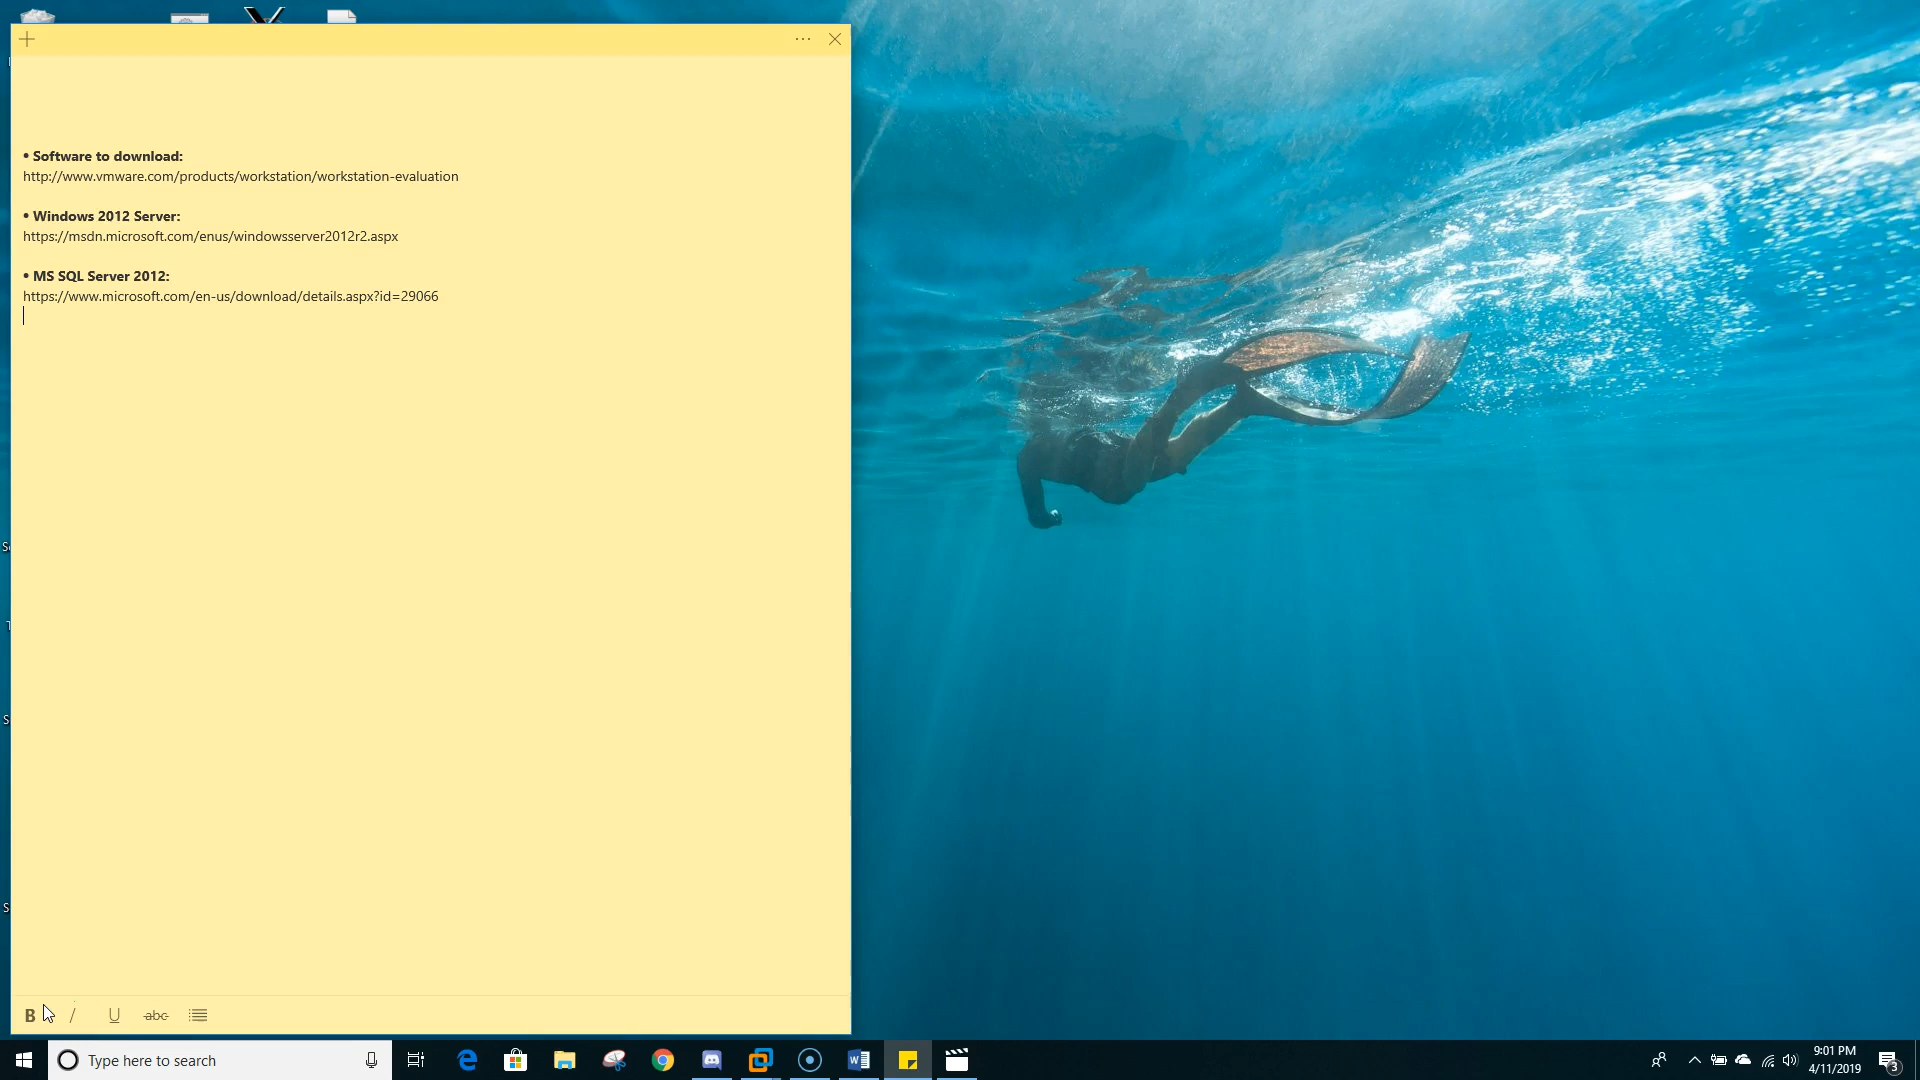 • Software to download:
http://www.vmware.com/products/workstation/workstation-evaluation
• Windows 2012 Server:
https://msdn.microsoft.com/enus/windowsserver2012r2.aspx
• MS SQL Server 2012:
https://www.microsoft.com/en-us/download/details.aspx?id=29066
B / U abc
Type here to search
9:01 PM
4/11/2019
3